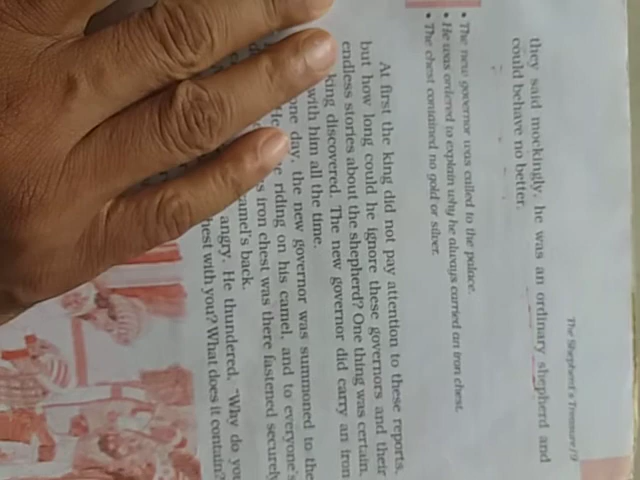 The Shepherd's Treasure/9
they said mockingly, he was an ordinary shepherd and
could behave no better.
• The new governor was called to the palace.
• He was ordered to explain why he always carried an iron chest.
• The chest contained no gold or silver.
At first the king did not pay attention to these reports,
but how long could he ignore these governors and their
endless stories about the shepherd? One thing was certain,
king discovered. The new governor did carry an iron
with him all the time.
one day, the new governor was summoned to the
riding on his camel, and to everyone's
iron chest was there fastened securely
camel's back.
angry. He thundered, “Why do you
chest with you? What does it contain?